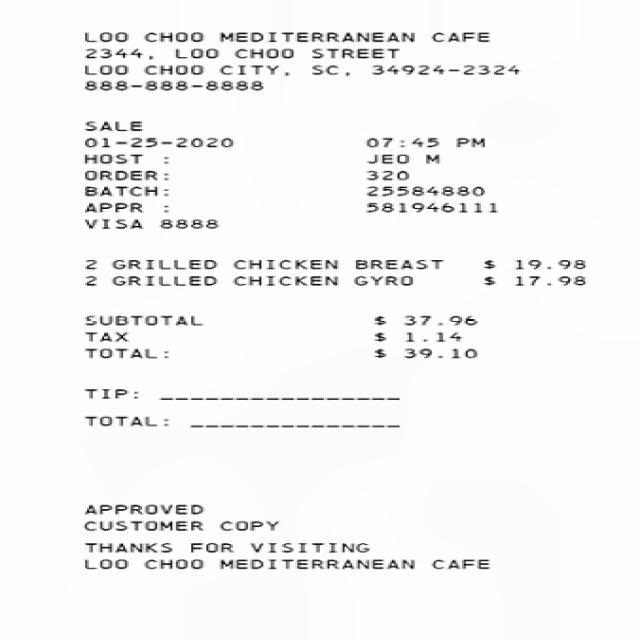 LOO CHOO MEDITERRANEAN CAFE
2344, LOO CHOO STREET
LOO CHOO CITY, SC, 34924-2324
888-888-8888
SALE
01-25-2020 07:45 PM
HOST : JEO M
ORDER: 320
BATCH: 25584880
APPR : 581946111
VISA 8888
2 GRILLED CHICKEN BREAST $ 19.98
2 GRILLED CHICKEN GYRO $ 17.98
SUBTOTAL $ 37.96
TAX $ 1.14
TOTAL: $ 39.10
TIP: ________________
TOTAL: ______________
APPROVED
CUSTOMER COPY
THANKS FOR VISITING
LOO CHOO MEDITERRANEAN CAFE